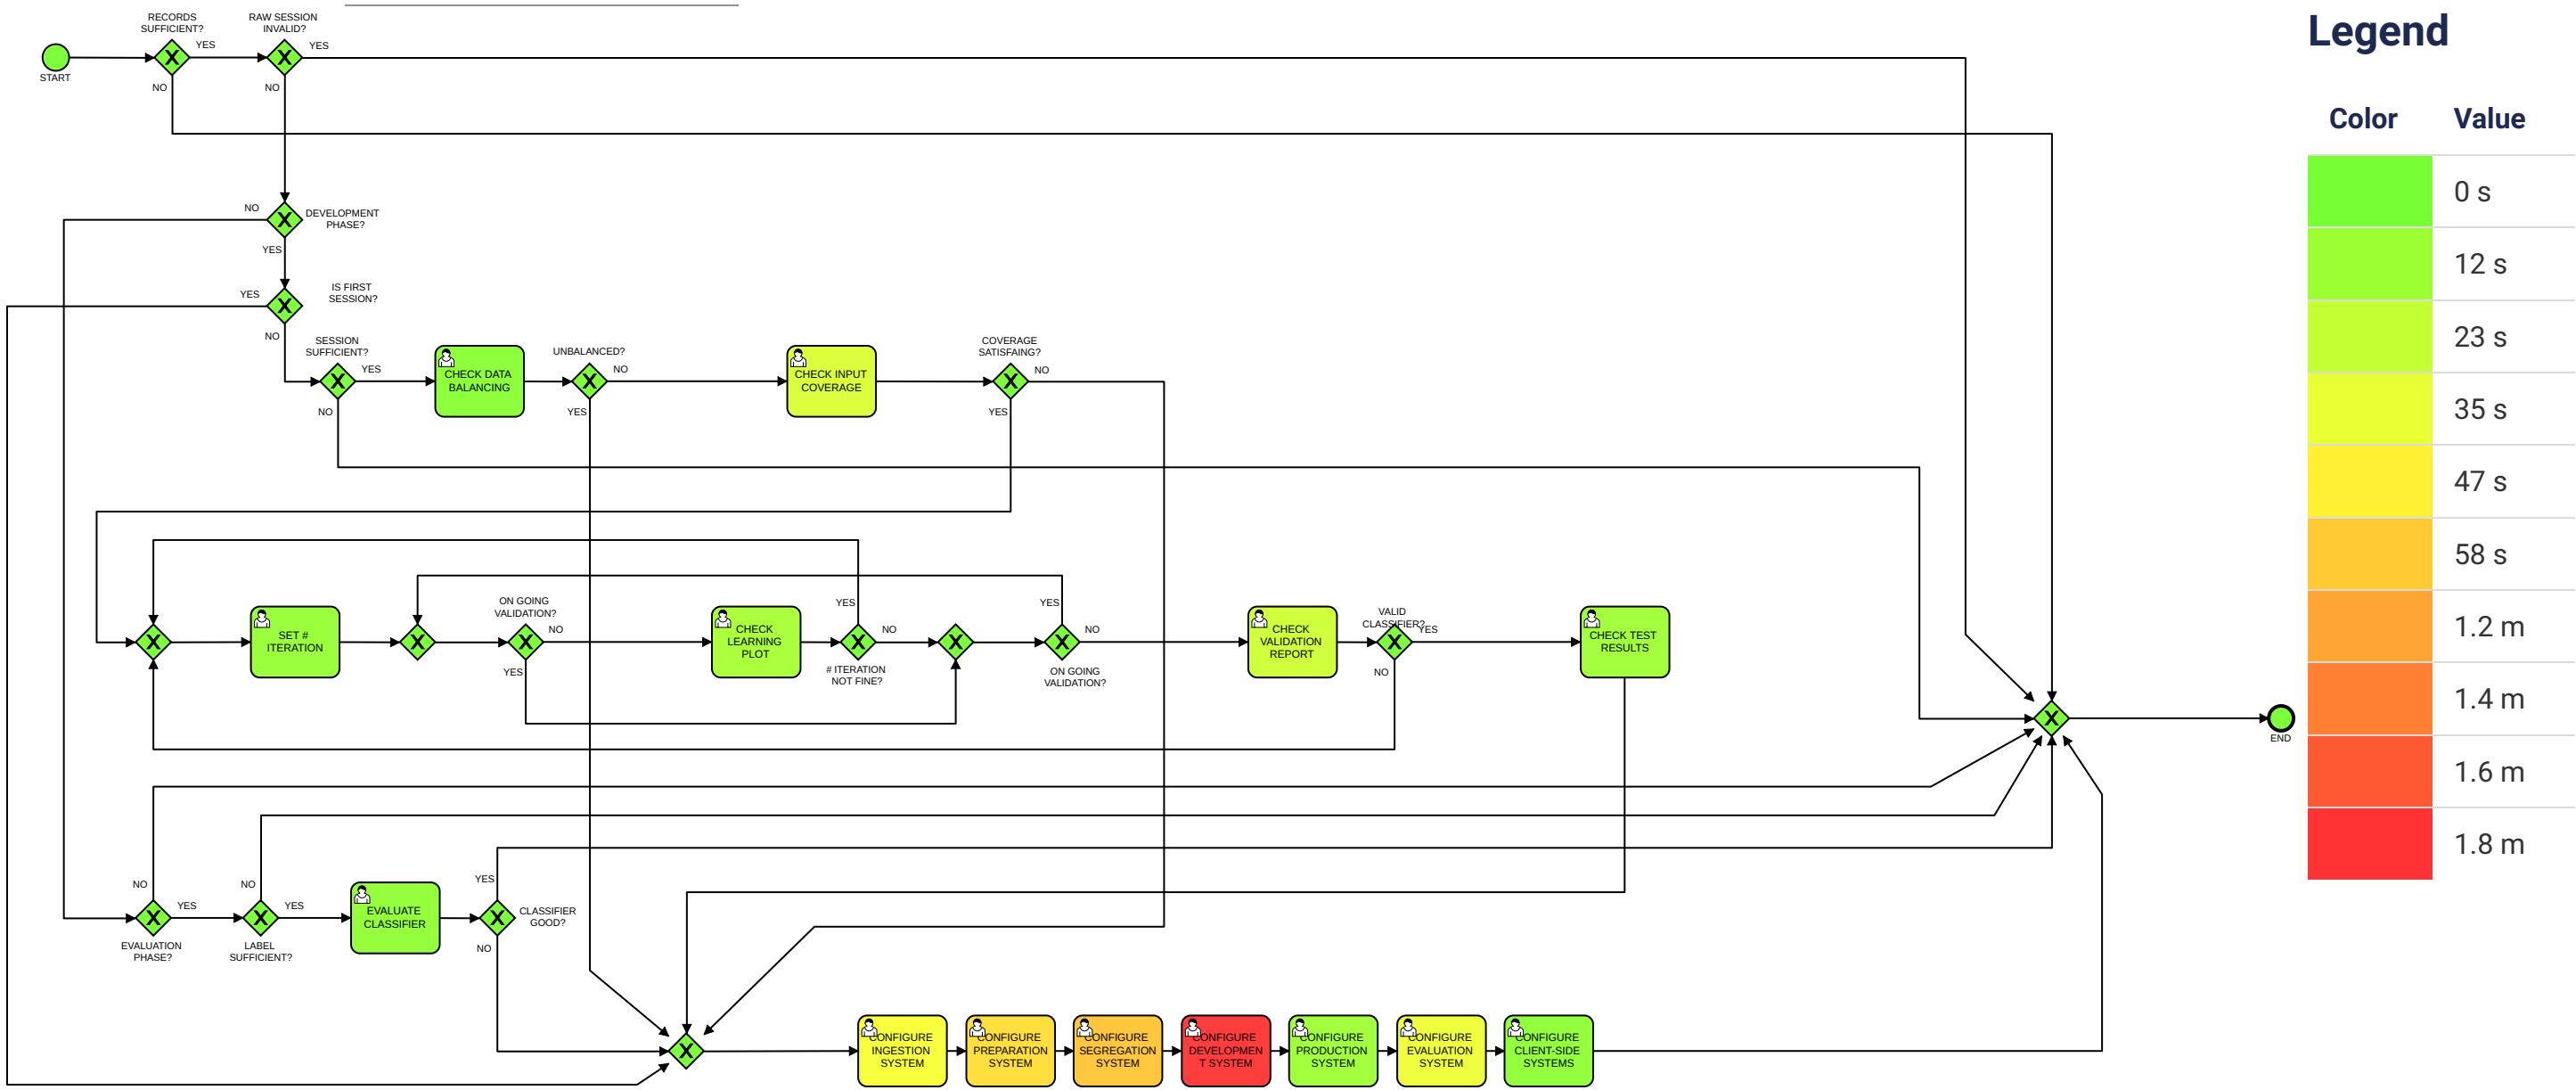 RECORDS
SUFFICIENT?
YES
NO
RAW SESSION
INVALID?
YES
NO
START
DEVELOPMENT
PHASE?
NO
YES
IS FIRST
SESSION?
YES
NO
SESSION
SUFFICIENT?
YES
NO
CHECK DATA
BALANCING
UNBALANCED?
NO
YES
CHECK INPUT
COVERAGE
COVERAGE
SATISFAING?
NO
YES
SET #
ITERATION
ON GOING
VALIDATION?
NO
YES
CHECK
LEARNING
PLOT
YES
NO
# ITERATION
NOT FINE?
YES
NO
ON GOING
VALIDATION?
CHECK
VALIDATION
REPORT
VALID
CLASSIFIER?
YES
NO
CHECK TEST
RESULTS
END
NO
YES
EVALUATION
PHASE?
NO
YES
LABEL
SUFFICIENT?
EVALUATE
CLASSIFIER
YES
CLASSIFIER
GOOD?
NO
CONFIGURE
INGESTION
SYSTEM
CONFIGURE
PREPARATION
SYSTEM
CONFIGURE
SEGREGATION
SYSTEM
CONFIGURE
DEVELOPMEN
T SYSTEM
CONFIGURE
PRODUCTION
SYSTEM
CONFIGURE
EVALUATION
SYSTEM
CONFIGURE
CLIENT-SIDE
SYSTEMS
Legend
Color Value
0 s
12 s
23 s
35 s
47 s
58 s
1.2 m
1.4 m
1.6 m
1.8 m